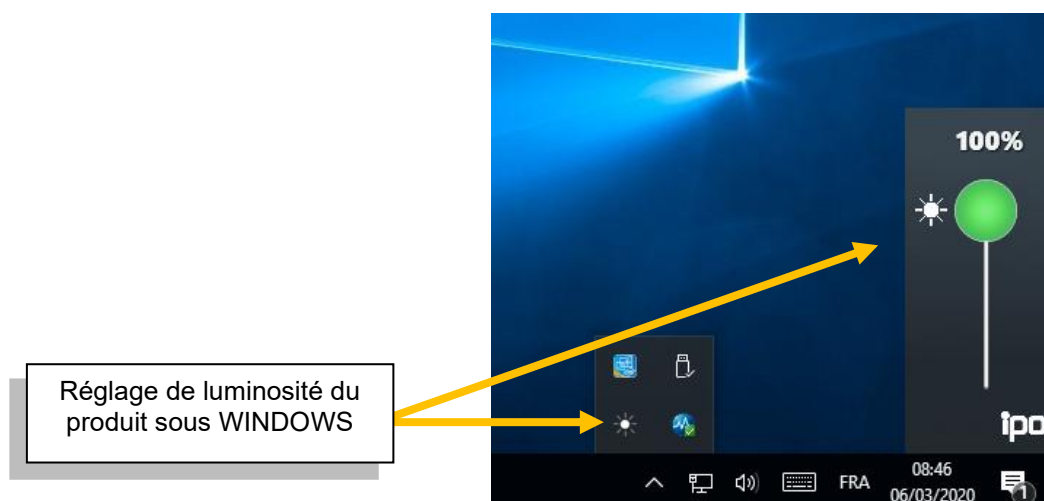 100%
Réglage de luminosité du
produit sous WINDOWS
ipo
FRA
08:46
06/03/2020
1